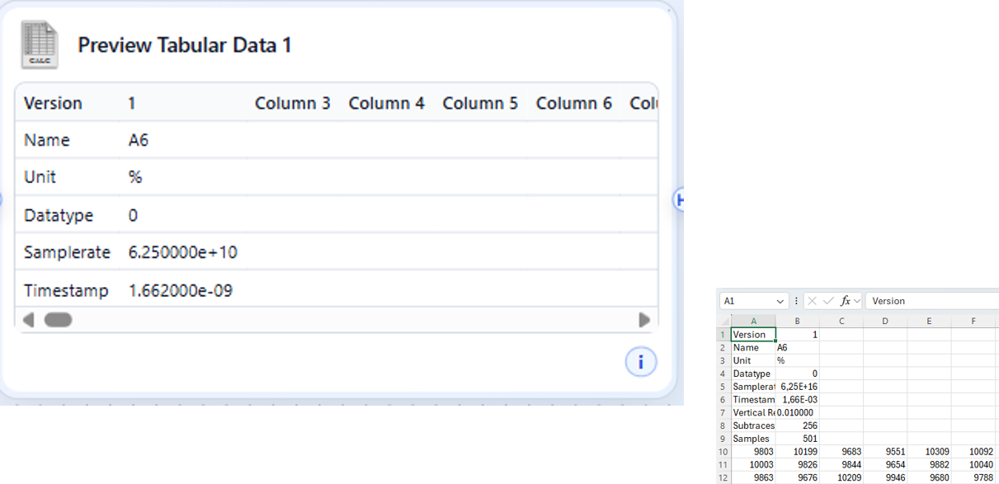 CALC
Preview Tabular Data 1
Version 1 Column 3 Column 4 Column 5 Column 6 Colu
Name A6
Unit %
Datatype 0
Samplerate 6.250000e+10
Timestamp 1.662000e-09
i
A1 fx Version
A B C D E F
1 Version 1
2 Name A6
3 Unit %
4 Datatype 0
5 Samplerat 6,25E+16
6 Timestam 1,66E-03
7 Vertical Re 0.010000
8 Subtraces 256
9 Samples 501
10 9803 10199 9683 9551 10309 10092
11 10003 9826 9844 9654 9882 10040
12 9863 9676 10209 9946 9680 9788